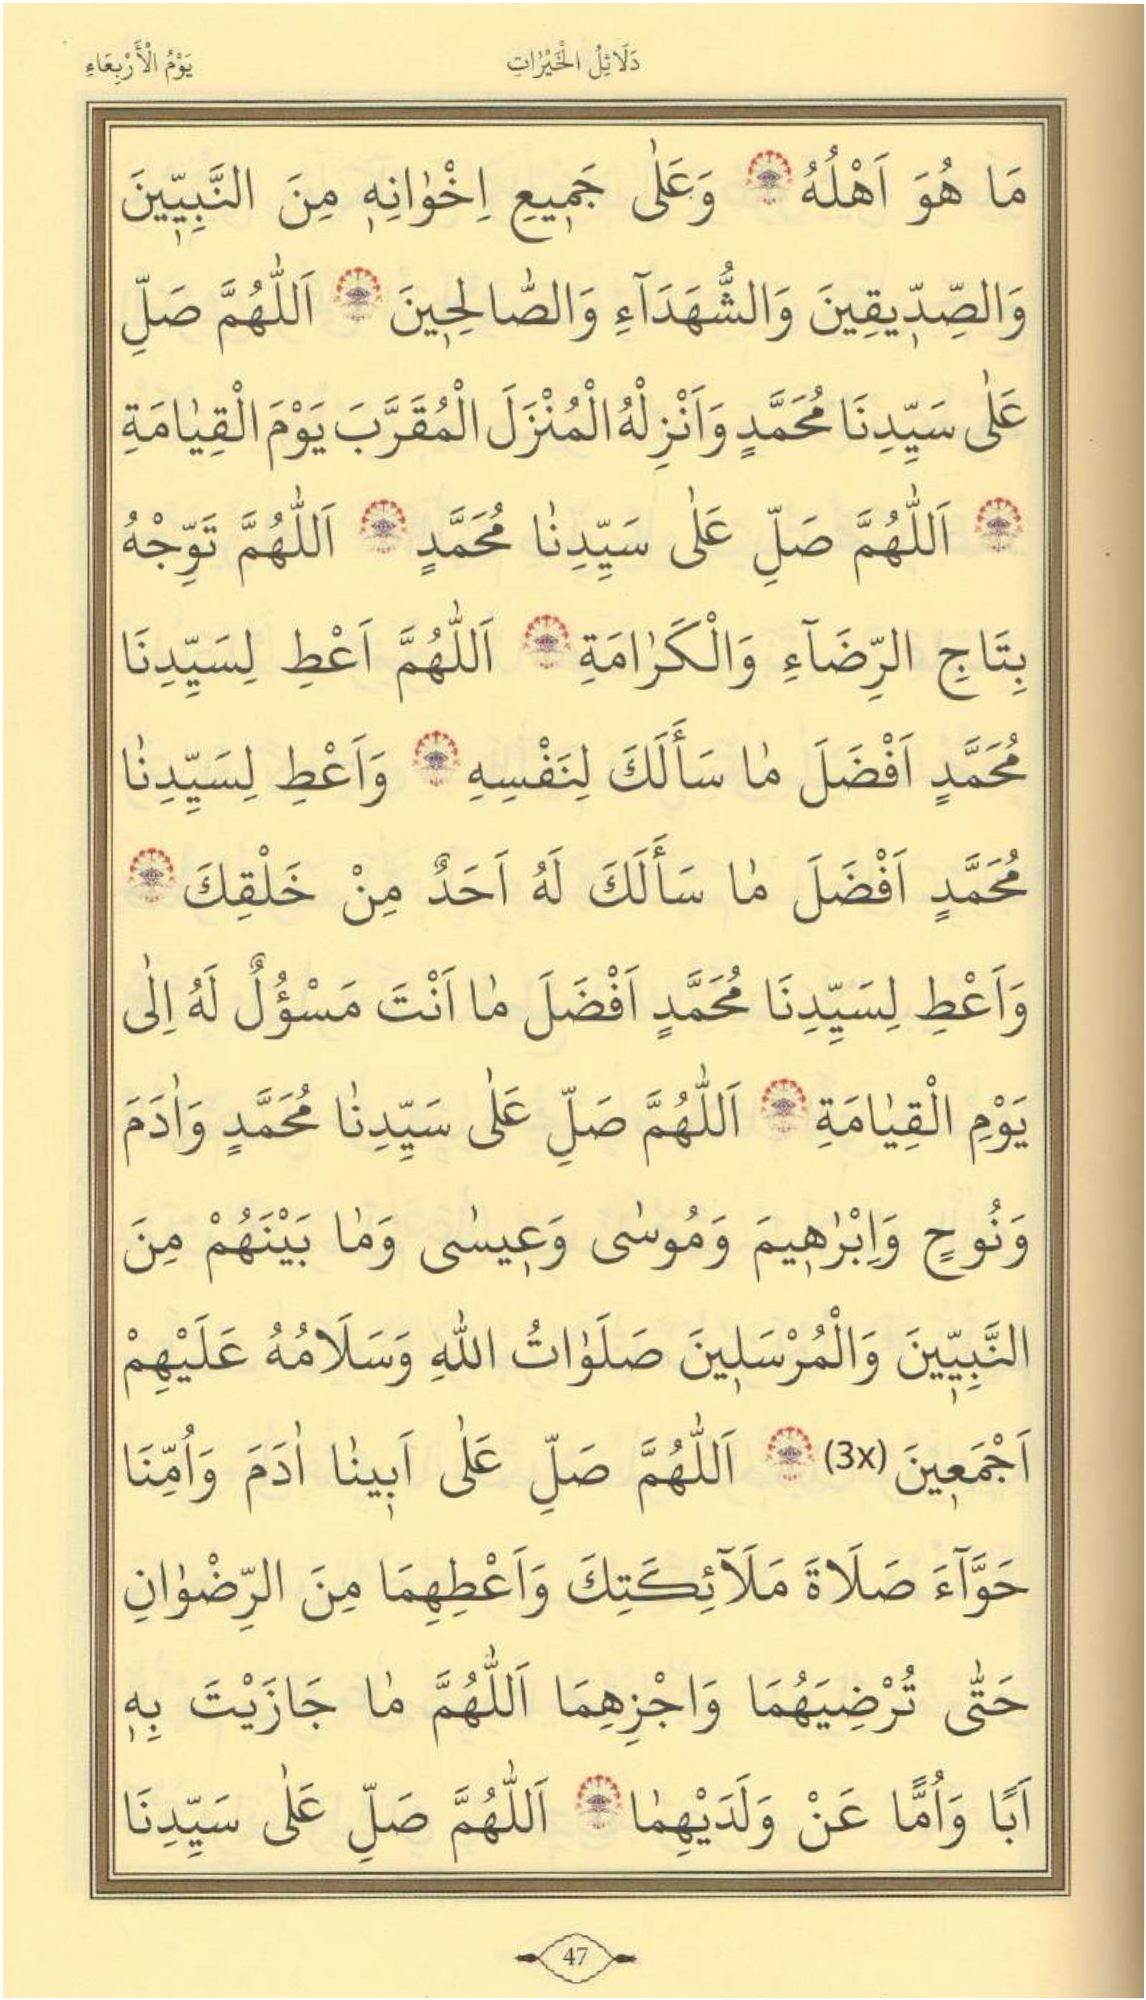 دَلَائِلُ الْخَيْرَاتِ
يَوْمُ الْأَرْبِعَاءِ
مَا هُوَ اَهْلُهُ وَعَلٰى جَمٖيعِ اِخْوٰانِهٖ مِنَ النَّبِيّٖينَ
وَالصِّدّٖيقِينَ وَالشُّهَدَآءِ وَالصَّالِحٖينَ اَللّٰهُمَّ صَلِّ
عَلٰى سَيِّدِنَا مُحَمَّدٍ وَاَنْزِلْهُ الْمُنْزَلَ الْمُقَرَّبَ يَوْمَ الْقِيٰامَةِ
اَللّٰهُمَّ صَلِّ عَلٰى سَيِّدِنٰا مُحَمَّدٍ اَللّٰهُمَّ تَوِّجْهُ
بِتَاجِ الرِّضَآءِ وَالْكَرٰامَةِ اَللّٰهُمَّ اَعْطِ لِسَيِّدِنَا
مُحَمَّدٍ اَفْضَلَ مٰا سَأَلَكَ لِنَفْسِهِ وَاَعْطِ لِسَيِّدِنٰا
مُحَمَّدٍ اَفْضَلَ مٰا سَأَلَكَ لَهُ اَحَدٌ مِنْ خَلْقِكَ
وَاَعْطِ لِسَيِّدِنَا مُحَمَّدٍ اَفْضَلَ مٰا اَنْتَ مَسْؤُلٌ لَهُ اِلٰى
يَوْمِ الْقِيٰامَةِ اَللّٰهُمَّ صَلِّ عَلٰى سَيِّدِنٰا مُحَمَّدٍ وَاٰدَمَ
وَنُوحٍ وَاِبْرٰهٖيمَ وَمُوسٰى وَعٖيسٰى وَمٰا بَيْنَهُمْ مِنَ
النَّبِيّٖينَ وَالْمُرْسَلٖينَ صَلَوٰاتُ اللّٰهِ وَسَلَامُهُ عَلَيْهِمْ
اَجْمَعٖينَ (3x) اَللّٰهُمَّ صَلِّ عَلٰى اَبٖينٰا اٰدَمَ وَاُمِّنَا
حَوَّآءَ صَلَاةَ مَلَآئِكَتِكَ وَاَعْطِهِمَا مِنَ الرِّضْوٰانِ
حَتّٰى تُرْضِيَهُمَا وَاجْزِهِمَا اَللّٰهُمَّ مٰا جَازَيْتَ بِهٖ
اَبًا وَاُمًّا عَنْ وَلَدَيْهِمٰا اَللّٰهُمَّ صَلِّ عَلٰى سَيِّدِنَا
47